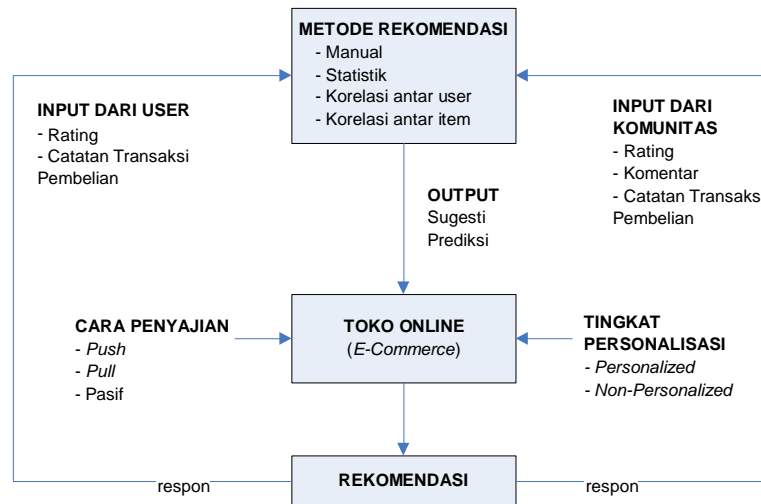 METODE REKOMENDASI
- Manual
- Statistik
- Korelasi antar user
- Korelasi antar item
INPUT DARI USER
- Rating
- Catatan Transaksi
Pembelian
INPUT DARI
KOMUNITAS
- Rating
- Komentar
- Catatan Transaks
Pembelian
OUTPUT
Sugesti
Prediksi
CARA PENYAJIAN
- Push
- Pull
- Pasif
TOKO ONLINE
(E-Commerce)
TINGKAT
PERSONALISASI
- Personalized
- Non-Personalized
respon
REKOMENDASI
respon